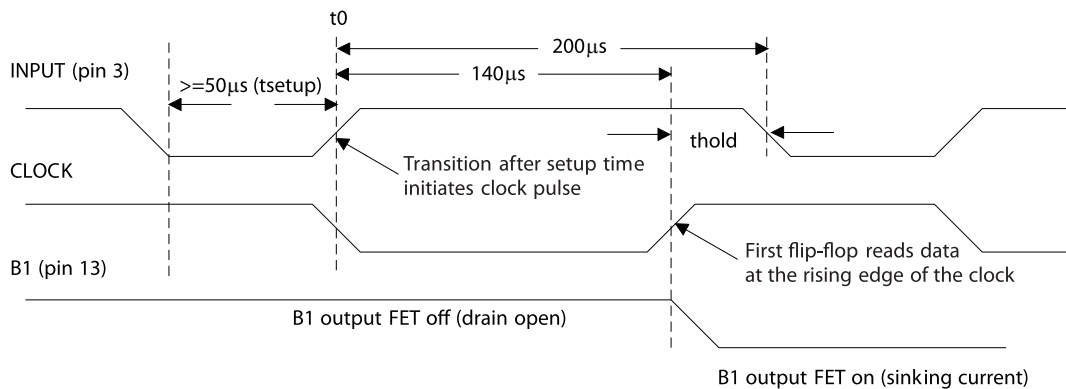 t0
200µs
INPUT (pin 3)
140µs
>=50µs (tsetup)
thold
Transition after setup time
initiates clock pulse
CLOCK
First flip-flop reads data
at the rising edge of the clock
B1 (pin 13)
B1 output FET off (drain open)
B1 output FET on (sinking current)